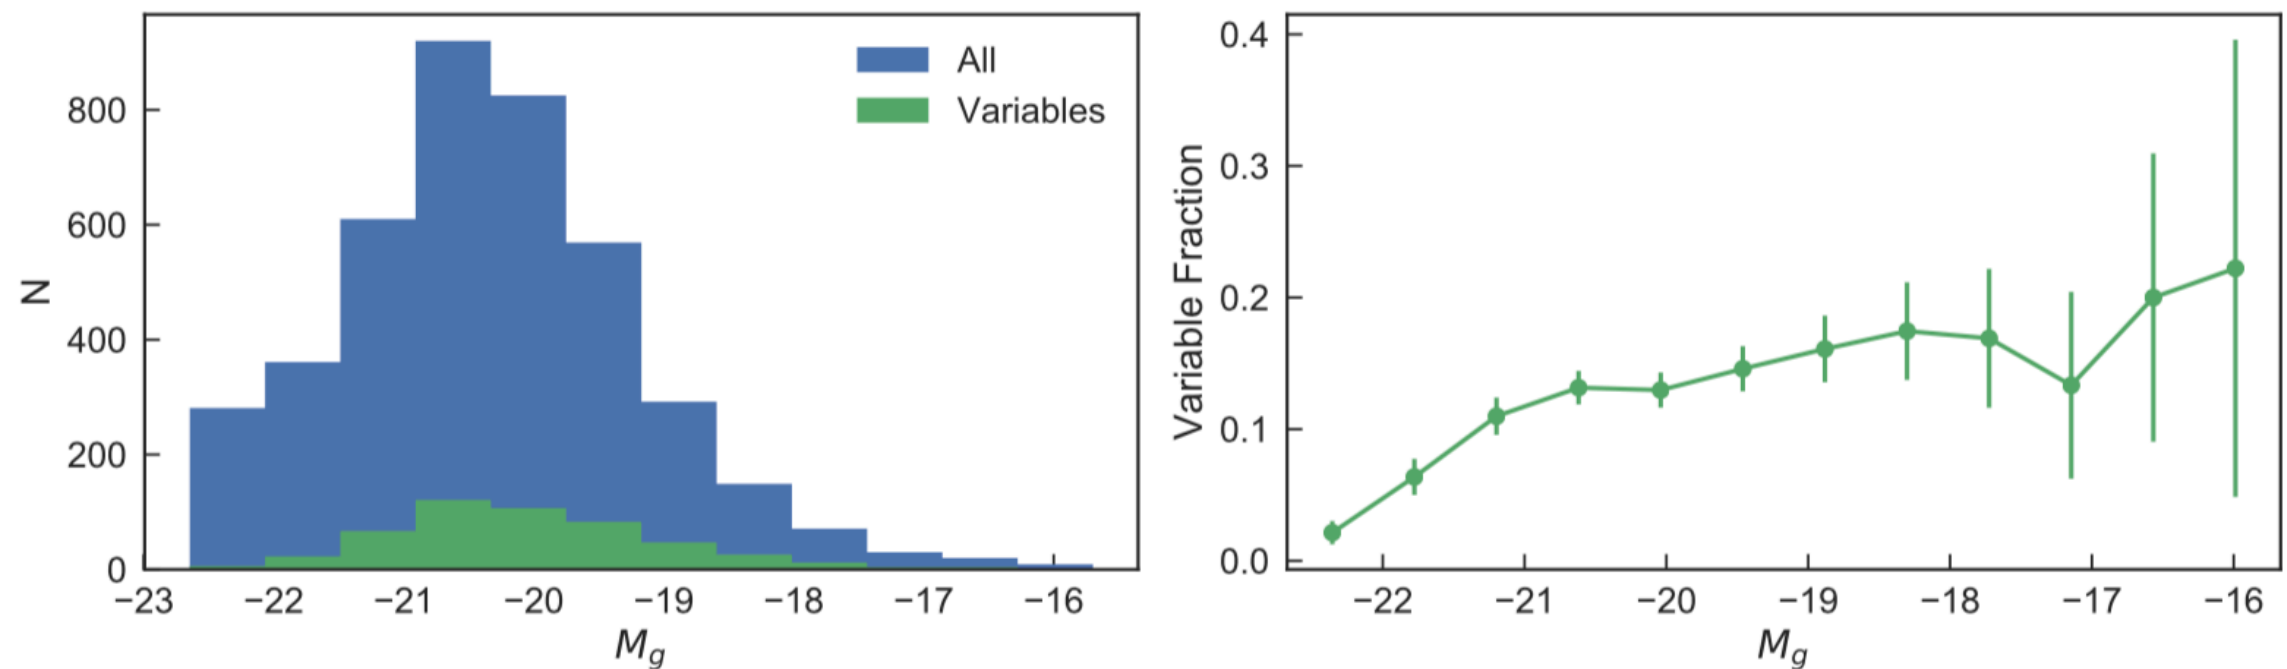 All
Variables
800
600
400
200
0
N
−23 −22 −21 −20 −19 −18 −17 −16
M_g
0.4
0.3
0.2
0.1
0.0
Variable Fraction
−22 −21 −20 −19 −18 −17 −16
M_g